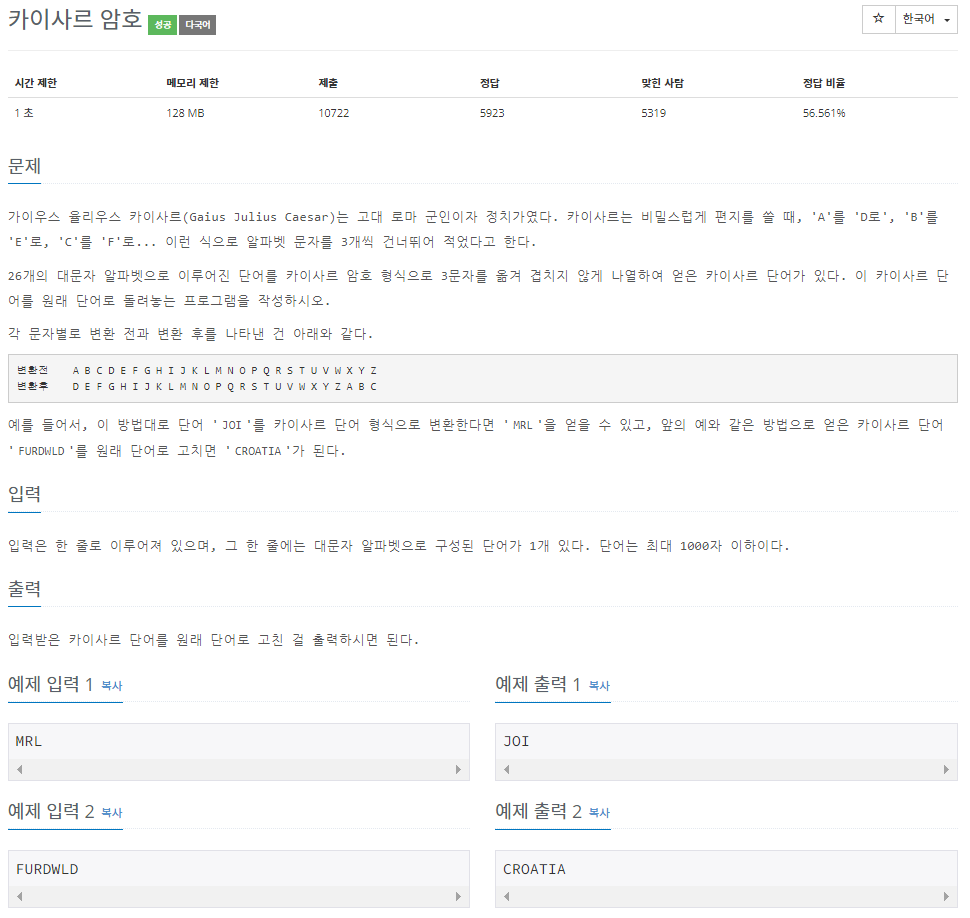 카이사르 암호 성공 다국어
☆ 한국어
시간 제한 메모리 제한 제출 정답 맞힌 사람 정답 비율
1 초 128 MB 10722 5923 5319 56.561%
문제
가이우스 율리우스 카이사르(Gaius Julius Caesar)는 고대 로마 군인이자 정치가였다. 카이사르는 비밀스럽게 편지를 쓸 때, 'A'를 'D로', 'B'를
'E'로, 'C'를 'F'로... 이런 식으로 알파벳 문자를 3개씩 건너뛰어 적었다고 한다.
26개의 대문자 알파벳으로 이루어진 단어를 카이사르 암호 형식으로 3문자를 옮겨 겹치지 않게 나열하여 얻은 카이사르 단어가 있다. 이 카이사르 단
어를 원래 단어로 돌려놓는 프로그램을 작성하시오.
각 문자별로 변환 전과 변환 후를 나타낸 건 아래와 같다.
변환전 A B C D E F G H I J K L M N O P Q R S T U V W X Y Z
변환후 D E F G H I J K L M N O P Q R S T U V W X Y Z A B C
예를 들어서, 이 방법대로 단어 'JOI'를 카이사르 단어 형식으로 변환한다면 'MRL'을 얻을 수 있고, 앞의 예와 같은 방법으로 얻은 카이사르 단어
'FURDWLD'를 원래 단어로 고치면 'CROATIA'가 된다.
입력
입력은 한 줄로 이루어져 있으며, 그 한 줄에는 대문자 알파벳으로 구성된 단어가 1개 있다. 단어는 최대 1000자 이하이다.
출력
입력받은 카이사르 단어를 원래 단어로 고친 걸 출력하시면 된다.
예제 입력 1 복사
MRL
예제 출력 1 복사
JOI
예제 입력 2 복사
FURDWLD
예제 출력 2 복사
CROATIA